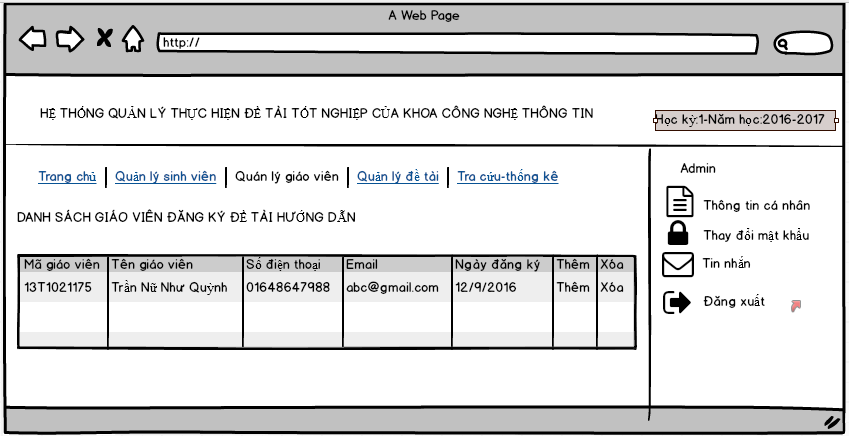 A Web Page
http://
HỆ THỐNG QUẢN LÝ THỰC HIỆN ĐỀ TÀI TỐT NGHIỆP CỦA KHOA CÔNG NGHỆ THÔNG TIN
Học kỳ:1-Năm học:2016-2017
Trang chủ Quản lý sinh viên Quản lý giáo viên Quản lý đề tài Tra cứu-thống kê
DANH SÁCH GIÁO VIÊN ĐĂNG KÝ ĐỀ TÀI HƯỚNG DẪN
Mã giáo viên Tên giáo viên Số điện thoại Email Ngày đăng ký Thêm Xóa
13T1021175 Trần Nữ Như Quỳnh 01648647988 abc@gmail.com 12/9/2016 Thêm Xóa
Admin
Thông tin cá nhân
Thay đổi mật khẩu
Tin nhắn
Đăng xuất